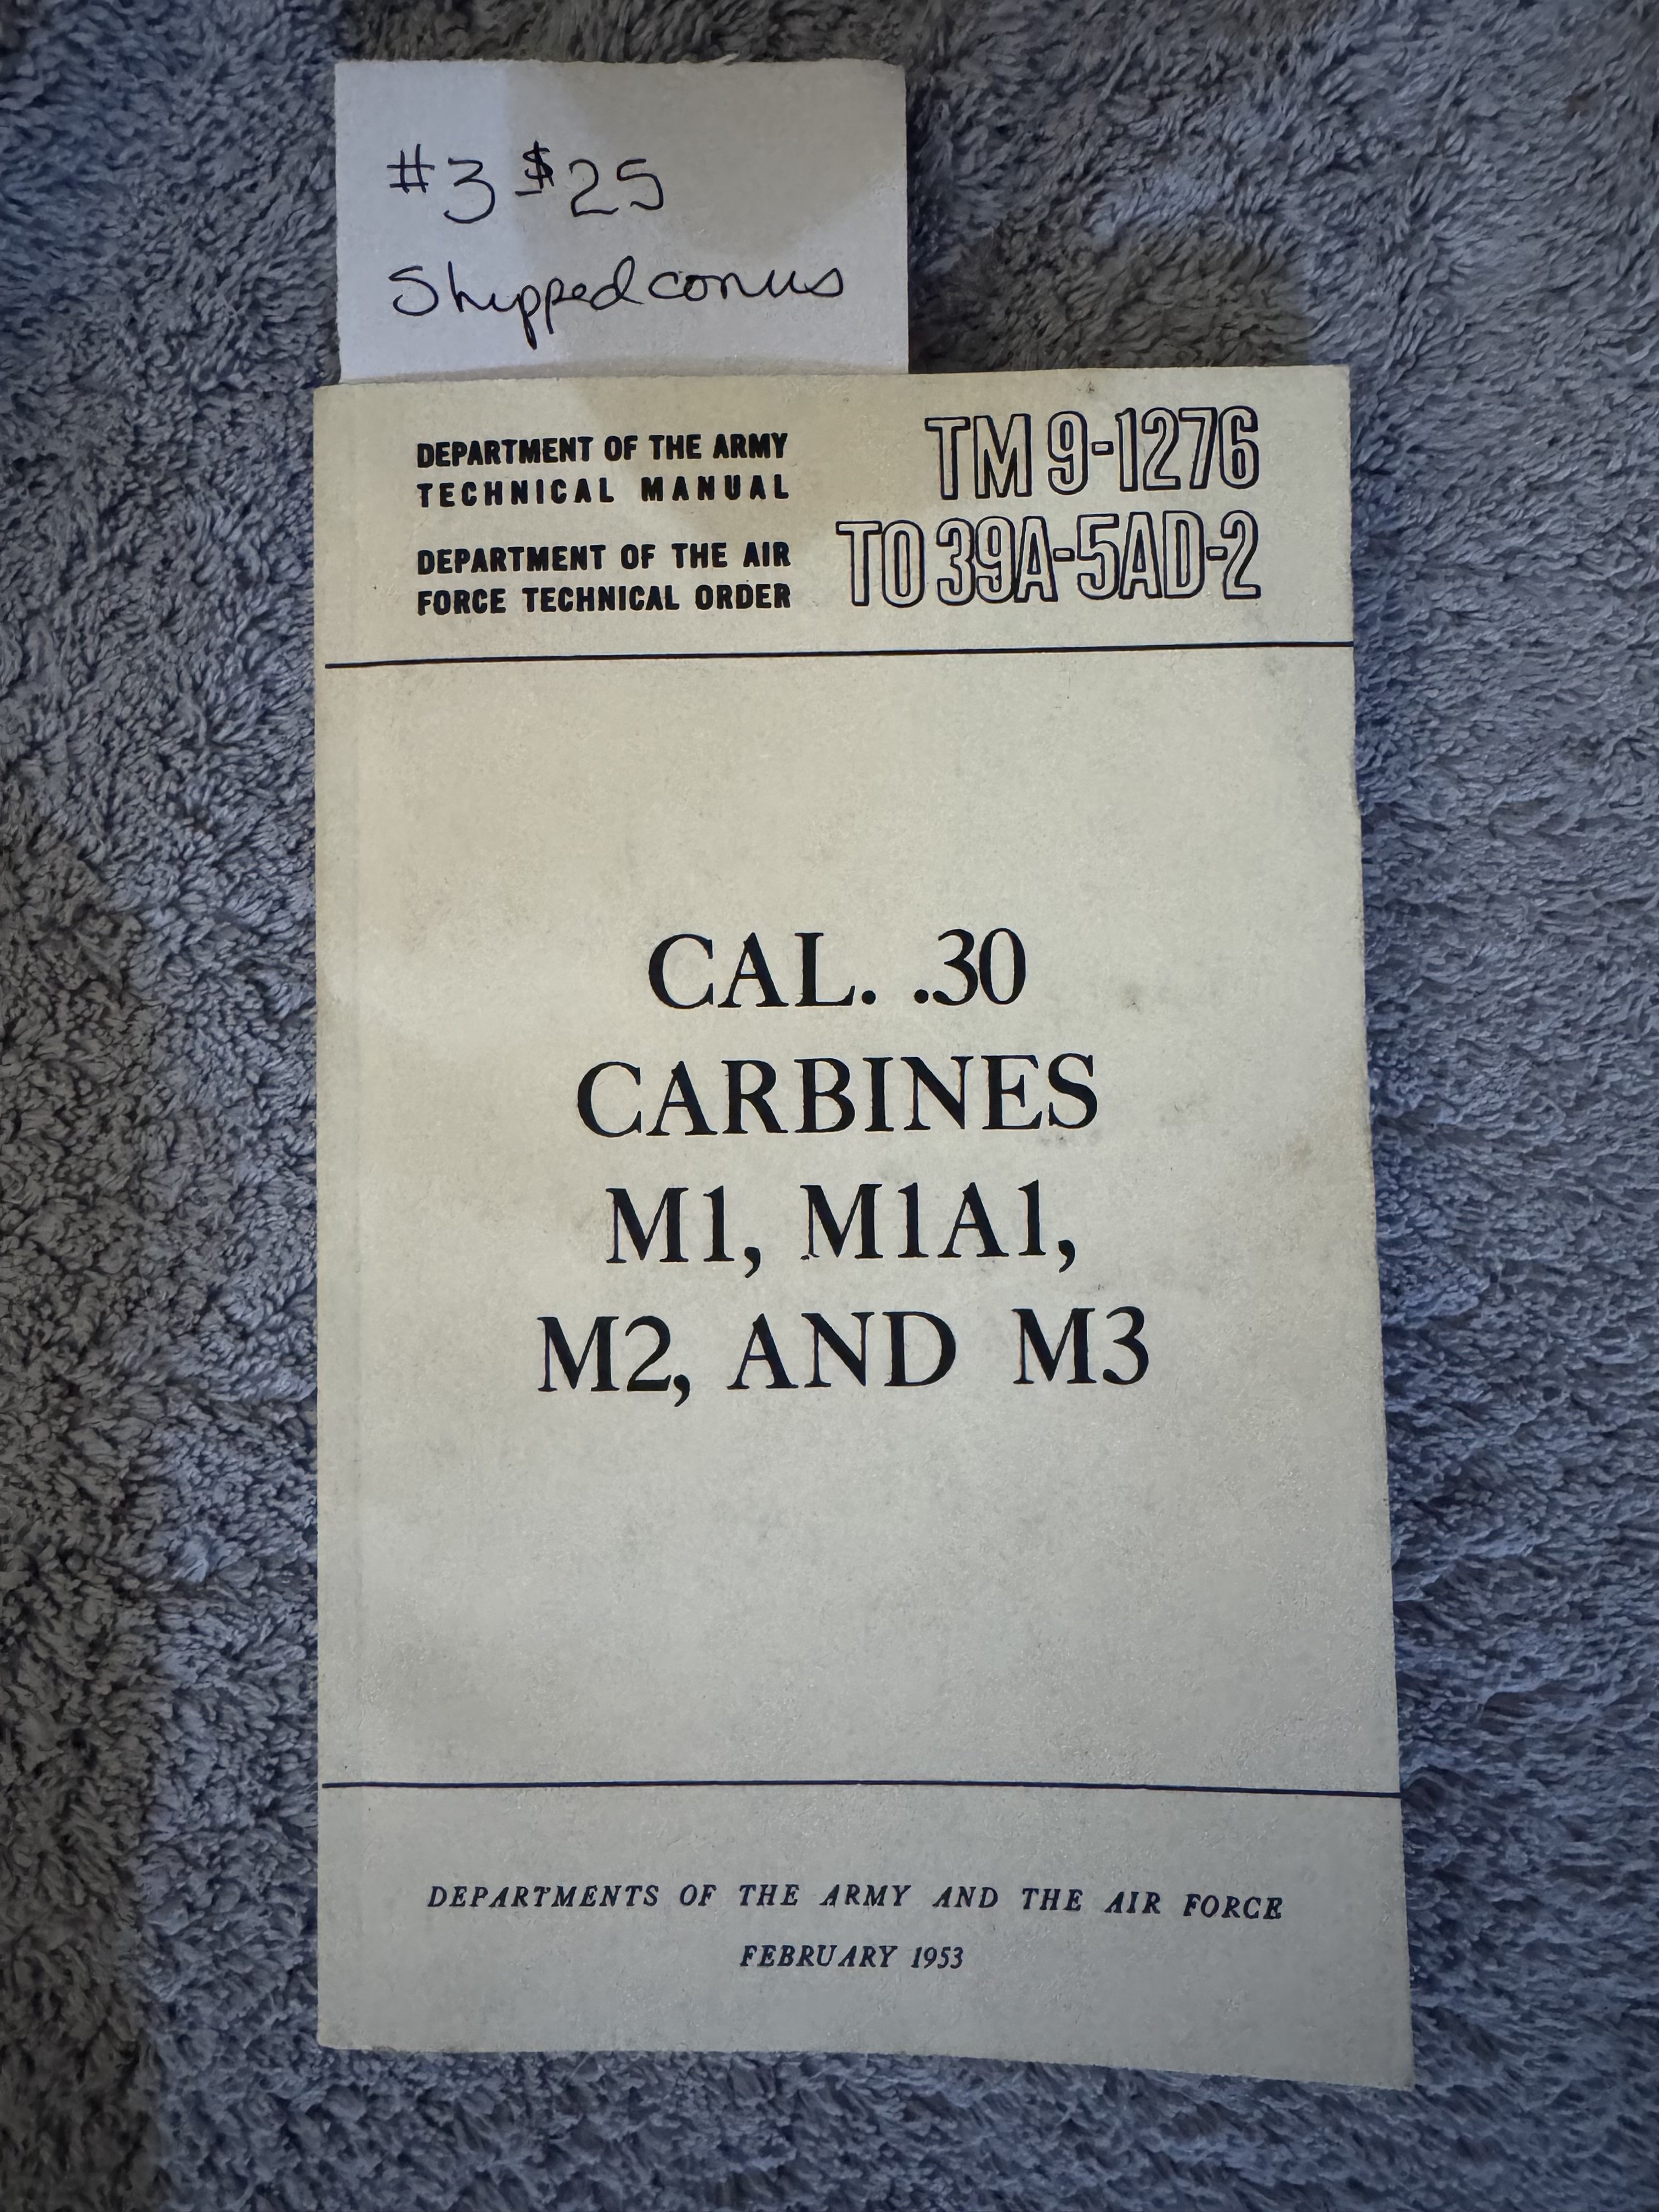 #3 $25
Shipped conus
DEPARTMENT OF THE ARMY
TECHNICAL MANUAL
DEPARTMENT OF THE AIR
FORCE TECHNICAL ORDER
TM 9-1276
TO 39A-5AD-2
CAL. .30
CARBINES
M1, M1A1,
M2, AND M3
DEPARTMENTS OF THE ARMY AND THE AIR FORCE
FEBRUARY 1953